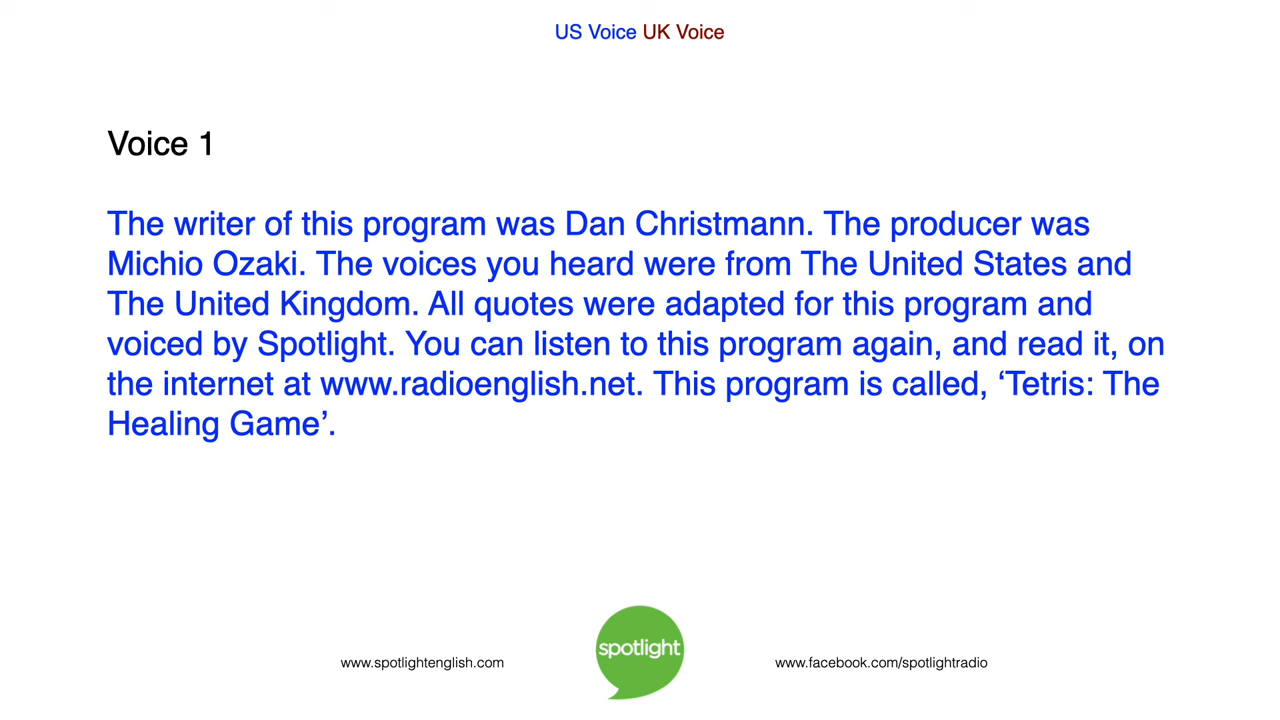 US Voice UK Voice
Voice 1
The writer of this program was Dan Christmann. The producer was
Michio Ozaki. The voices you heard were from The United States and
The United Kingdom. All quotes were adapted for this program and
voiced by Spotlight. You can listen to this program again, and read it, on
the internet at www.radioenglish.net. This program is called, ‘Tetris: The
Healing Game’.
spotlight
www.spotlightenglish.com
www.facebook.com/spotlightradio